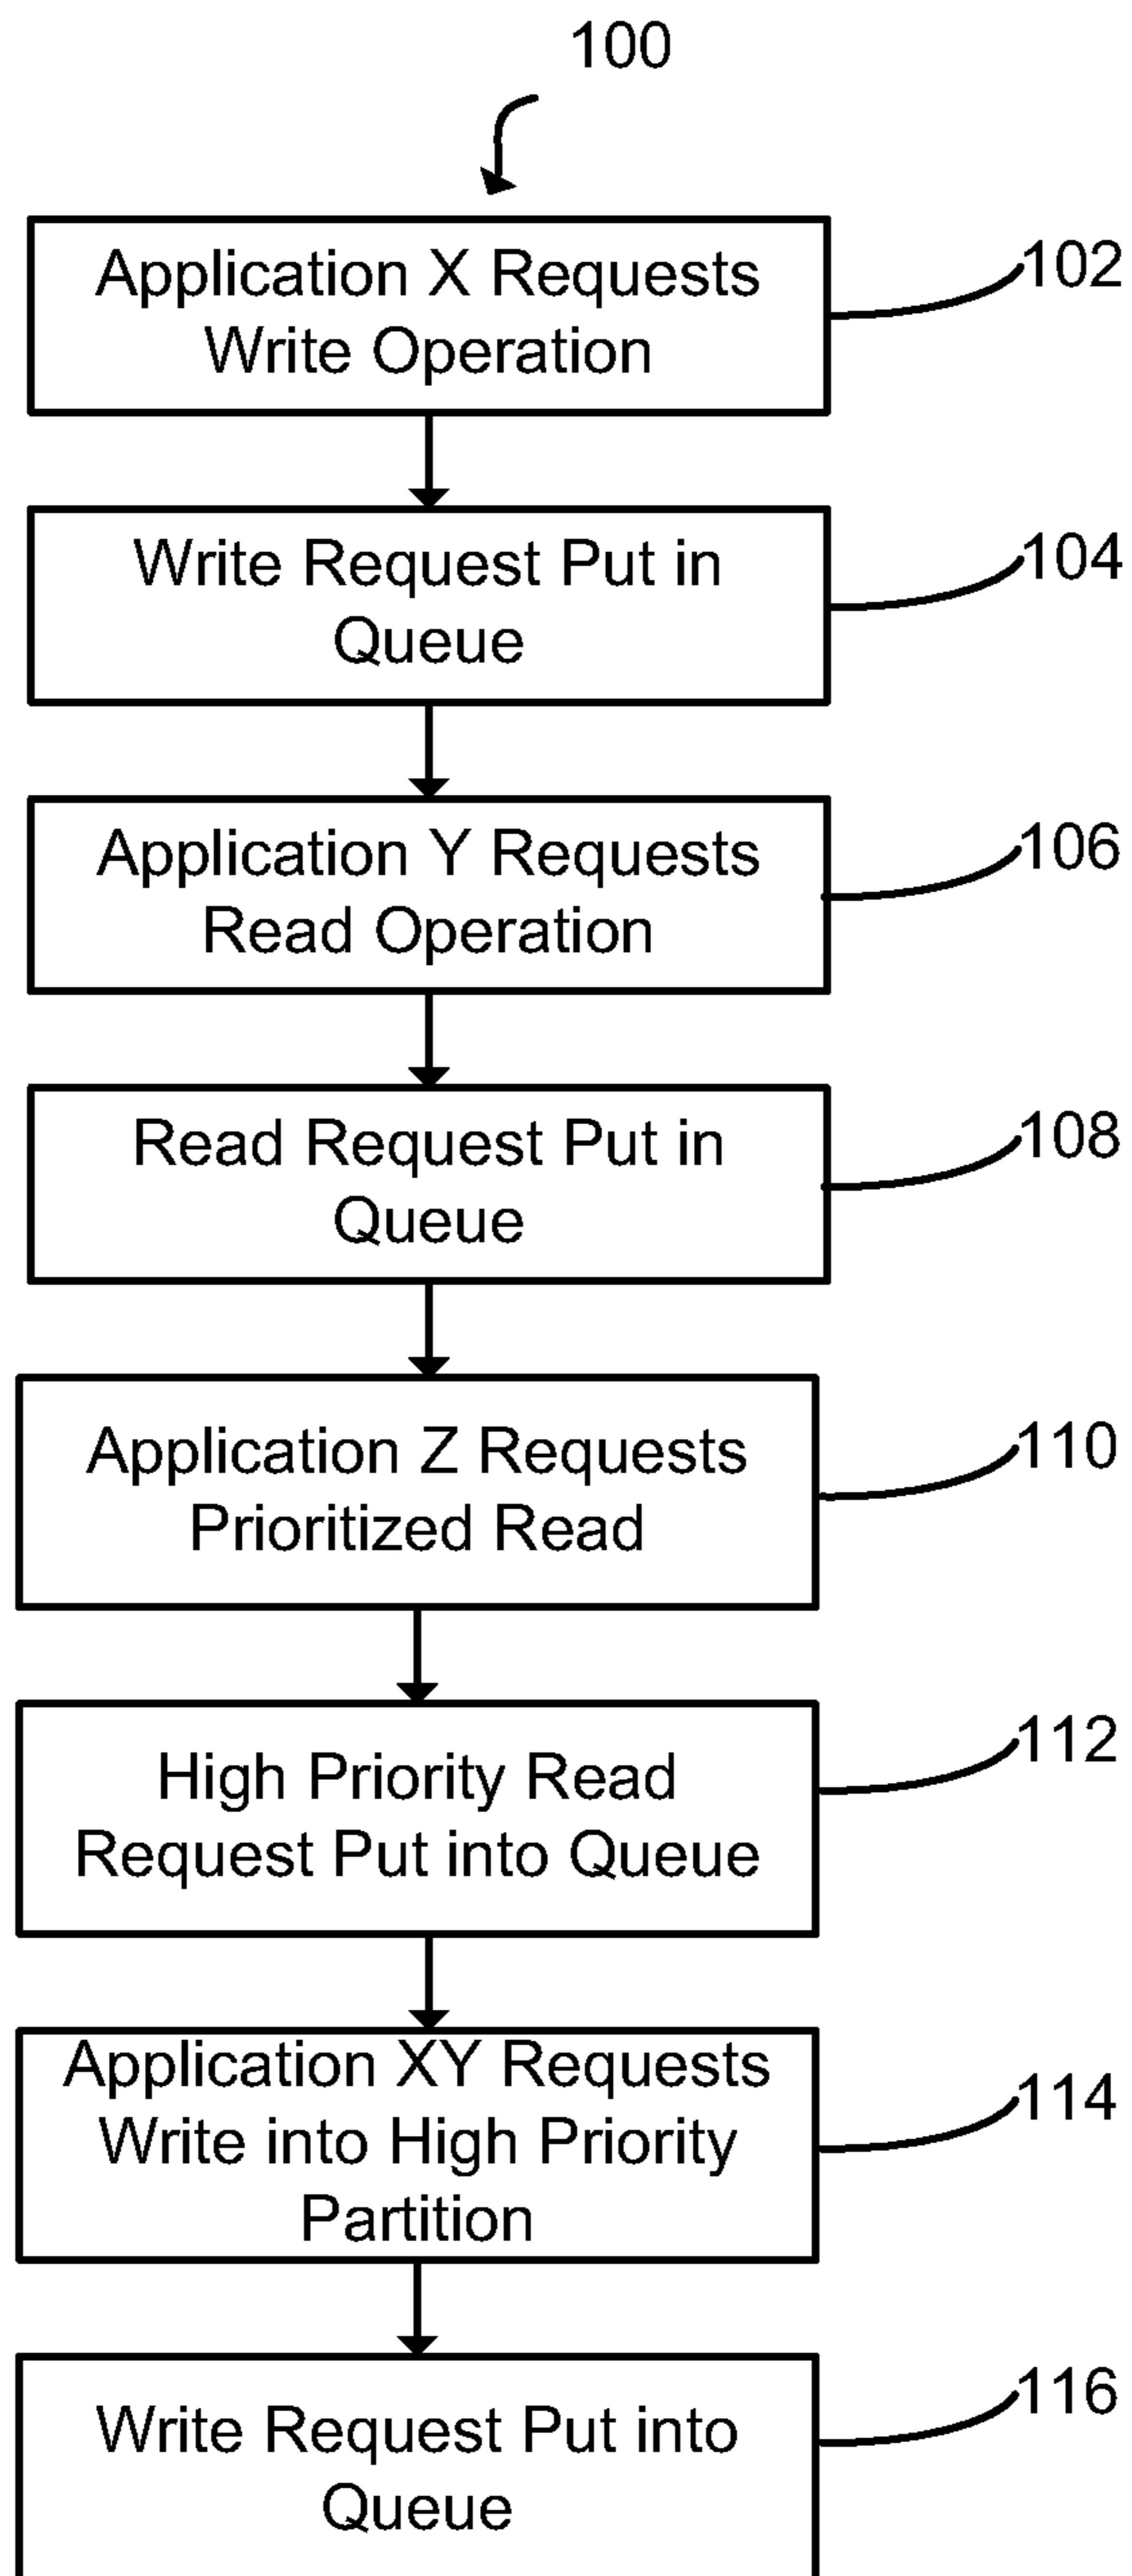 100
Application X Requests
Write Operation
102
Write Request Put in
Queue
104
Application Y Requests
Read Operation
106
Read Request Put in
Queue
108
Application Z Requests
Prioritized Read
110
High Priority Read
Request Put into Queue
112
Application XY Requests
Write into High Priority
Partition
114
Write Request Put into
Queue
116